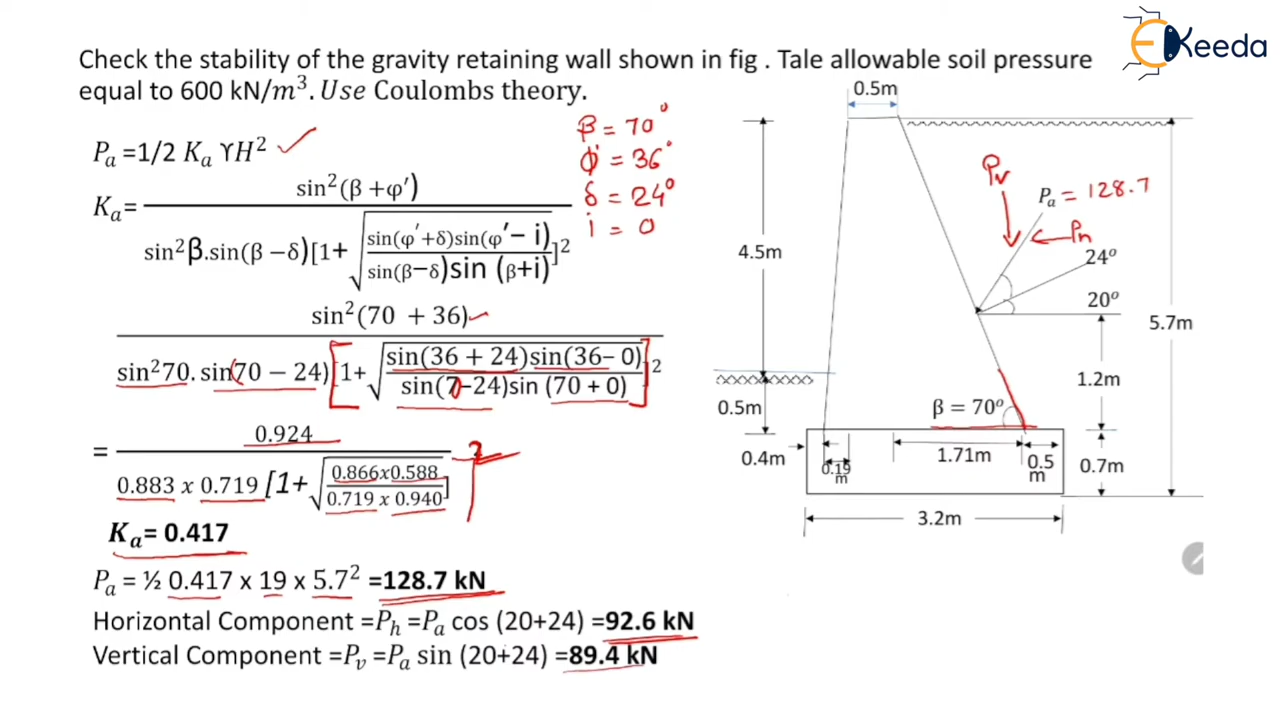 EKeeda
Check the stability of the gravity retaining wall shown in fig . Tale allowable soil pressure
equal to 600 kN/m³. Use Coulombs theory.
Pₐ =1/2 Kₐ ϒH²
Kₐ=
sin²(β +φ′)
sin²β.sin(β −δ)[1+ √ sin(φ′+δ)sin(φ′− i) / sin(β−δ)sin (β+i) ]²
β = 70°
ϕ' = 36°
δ = 24°
i = 0
sin²(70 + 36)
sin²70. sin(70 − 24) [1+ √ sin(36 + 24)sin(36− 0) / sin(70-24)sin (70 + 0) ]²
= 0.924
0.883 x 0.719 [1+ √ 0.866x0.588 / 0.719 x 0.940 ]²
Kₐ= 0.417
Pₐ = ½ 0.417 x 19 x 5.7² =128.7 kN
Horizontal Component =Pₕ =Pₐ cos (20+24) =92.6 kN
Vertical Component =Pᵥ =Pₐ sin (20+24) =89.4 kN
0.5m
Pv
Pₐ = 128.7
Pn
4.5m
24°
20°
5.7m
1.2m
0.5m
β = 70°
0.4m
0.19
m
1.71m
0.5
m
0.7m
3.2m